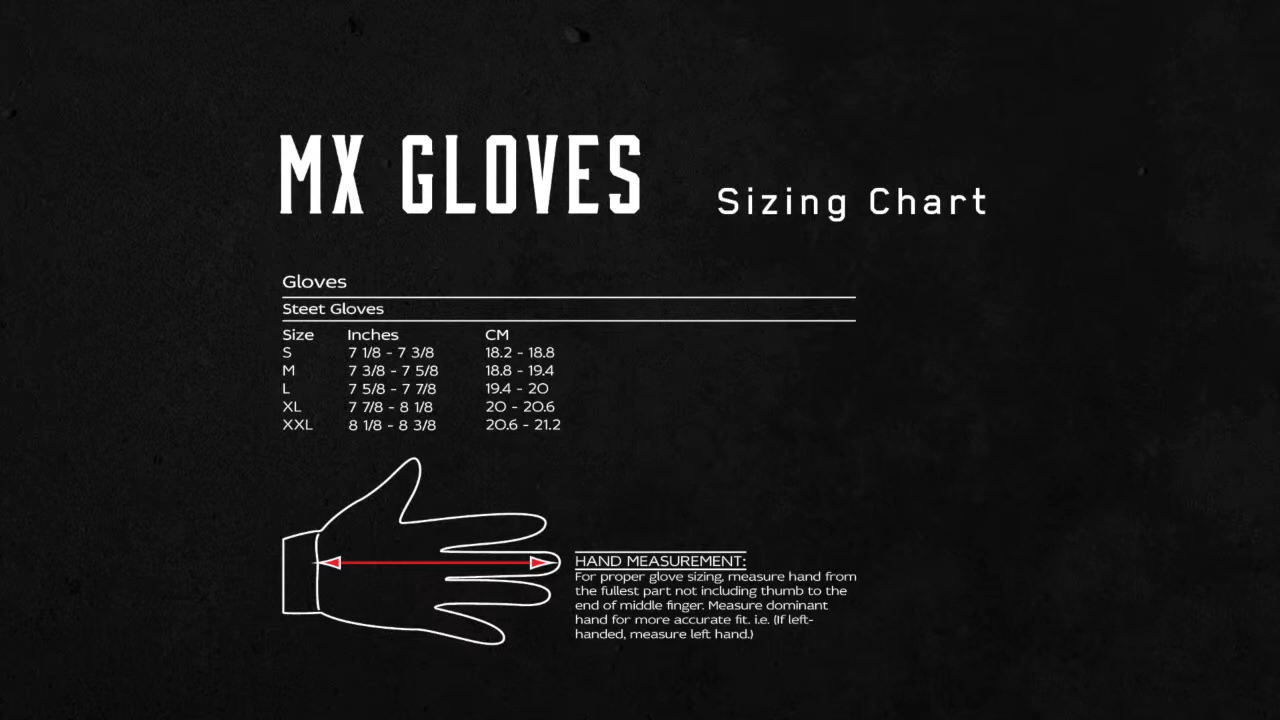 MX GLOVES Sizing Chart
Gloves
Steet Gloves
Size Inches CM
S 7 1/8 - 7 3/8 18.2 - 18.8
M 7 3/8 - 7 5/8 18.8 - 19.4
L 7 5/8 - 7 7/8 19.4 - 20
XL 7 7/8 - 8 1/8 20 - 20.6
XXL 8 1/8 - 8 3/8 20.6 - 21.2
HAND MEASUREMENT:
For proper glove sizing, measure hand from
the fullest part not including thumb to the
end of middle finger. Measure dominant
hand for more accurate fit. i.e. (If left-
handed, measure left hand.)